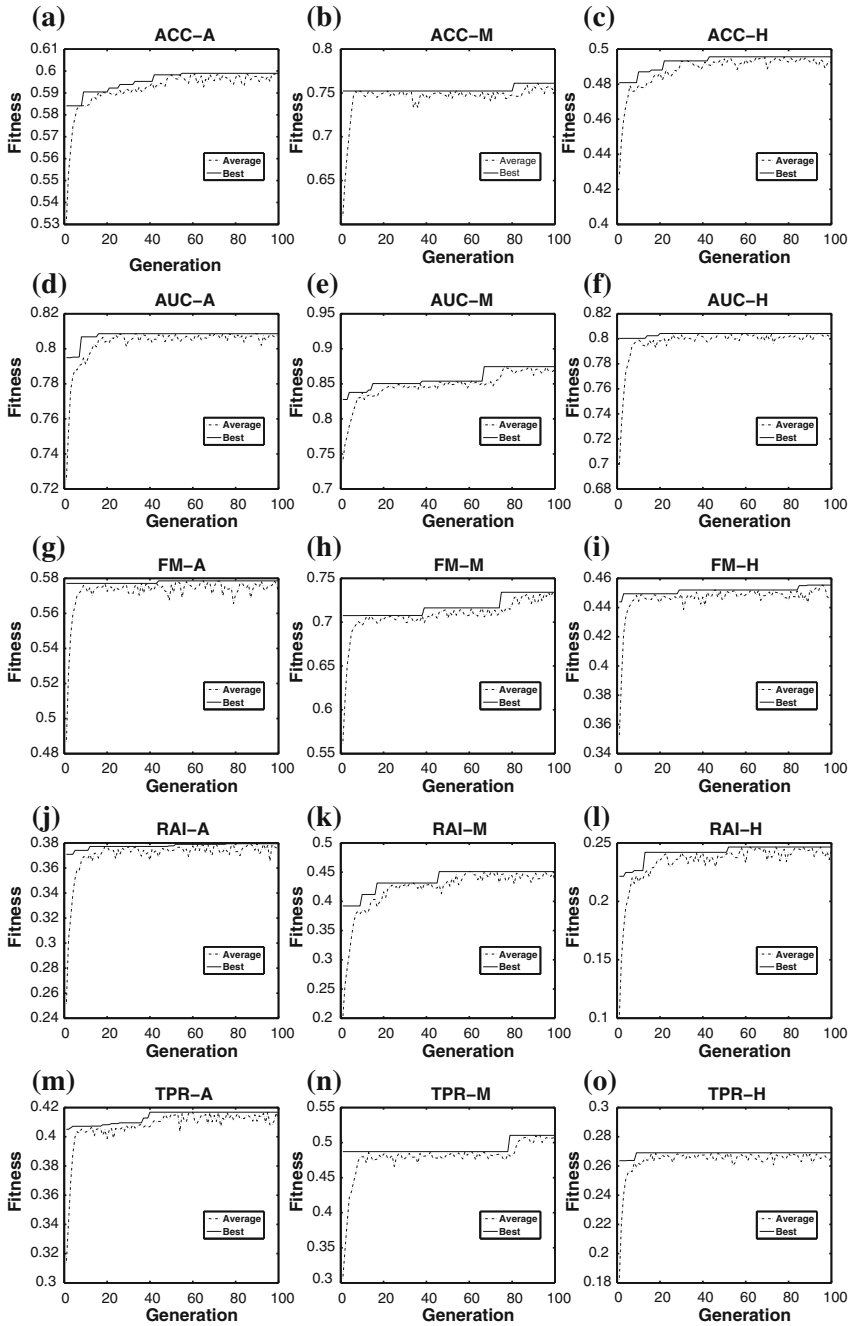 (a)
ACC–A
Fitness
0.61
0.6
0.59
0.58
0.57
0.56
0.55
0.54
0.53
Average
Best
0 20 40 60 80 100
Generation
(b)
ACC–M
Fitness
0.8
0.75
0.7
0.65
Average
Best
0 20 40 60 80 100
Generation
(c)
ACC–H
Fitness
0.5
0.48
0.46
0.44
0.42
0.4
Average
Best
0 20 40 60 80 100
Generation
(d)
AUC–A
Fitness
0.82
0.8
0.78
0.76
0.74
0.72
Average
Best
0 20 40 60 80 100
Generation
(e)
AUC–M
Fitness
0.95
0.9
0.85
0.8
0.75
0.7
Average
Best
0 20 40 60 80 100
Generation
(f)
AUC–H
Fitness
0.82
0.8
0.78
0.76
0.74
0.72
0.7
0.68
Average
Best
0 20 40 60 80 100
Generation
(g)
FM–A
Fitness
0.58
0.56
0.54
0.52
0.5
0.48
Average
Best
0 20 40 60 80 100
Generation
(h)
FM–M
Fitness
0.75
0.7
0.65
0.6
0.55
Average
Best
0 20 40 60 80 100
Generation
(i)
FM–H
Fitness
0.46
0.44
0.42
0.4
0.38
0.36
0.34
Average
Best
0 20 40 60 80 100
Generation
(j)
RAI–A
Fitness
0.38
0.36
0.34
0.32
0.3
0.28
0.26
0.24
Average
Best
0 20 40 60 80 100
Generation
(k)
RAI–M
Fitness
0.5
0.45
0.4
0.35
0.3
0.25
0.2
Average
Best
0 20 40 60 80 100
Generation
(l)
RAI–H
Fitness
0.25
0.2
0.15
0.1
Average
Best
0 20 40 60 80 100
Generation
(m)
TPR–A
Fitness
0.42
0.4
0.38
0.36
0.34
0.32
0.3
Average
Best
0 20 40 60 80 100
Generation
(n)
TPR–M
Fitness
0.55
0.5
0.45
0.40
0.35
0.3
Average
Best
0 20 40 60 80 100
Generation
(o)
TPR–H
Fitness
0.3
0.28
0.26
0.24
0.22
0.2
0.18
Average
Best
0 20 40 60 80 100
Generation